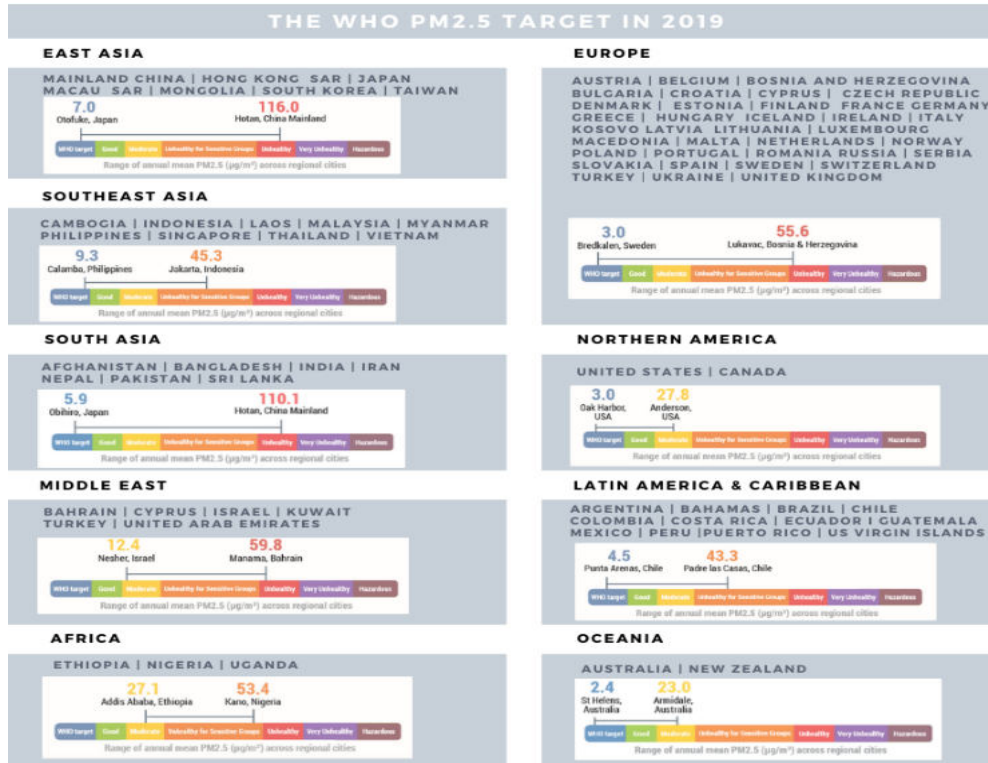 THE WHO PM2.5 TARGET IN 2019
EAST ASIA
MAINLAND CHINA | HONG KONG SAR | JAPAN
MACAU SAR | MONGOLIA | SOUTH KOREA | TAIWAN
7.0 116.0
Otofuke, Japan Hotan, China Mainland
WHO target Good Moderate Unhealthy for Sensitive Groups Unhealthy Very Unhealthy Hazardous
Range of annual mean PM2.5 (µg/m³) across regional cities
SOUTHEAST ASIA
CAMBOGIA | INDONESIA | LAOS | MALAYSIA | MYANMAR
PHILIPPINES | SINGAPORE | THAILAND | VIETNAM
9.3 45.3
Calamba, Philippines Jakarta, Indonesia
WHO target Good Moderate Unhealthy for Sensitive Groups Unhealthy Very Unhealthy Hazardous
Range of annual mean PM2.5 (µg/m³) across regional cities
SOUTH ASIA
AFGHANISTAN | BANGLADESH | INDIA | IRAN
NEPAL | PAKISTAN | SRI LANKA
5.9 110.1
Obihiro, Japan Hotan, China Mainland
WHO target Good Moderate Unhealthy for Sensitive Groups Unhealthy Very Unhealthy Hazardous
Range of annual mean PM2.5 (µg/m³) across regional cities
MIDDLE EAST
BAHRAIN | CYPRUS | ISRAEL | KUWAIT
TURKEY | UNITED ARAB EMIRATES
12.4 59.8
Nesher, Israel Manama, Bahrain
WHO target Good Moderate Unhealthy for Sensitive Groups Unhealthy Very Unhealthy Hazardous
Range of annual mean PM2.5 (µg/m³) across regional cities
AFRICA
ETHIOPIA | NIGERIA | UGANDA
27.1 53.4
Addis Ababa, Ethiopia Kano, Nigeria
WHO target Good Moderate Unhealthy for Sensitive Groups Unhealthy Very Unhealthy Hazardous
Range of annual mean PM2.5 (µg/m³) across regional cities
EUROPE
AUSTRIA | BELGIUM | BOSNIA AND HERZEGOVINA
BULGARIA | CROATIA | CYPRUS | CZECH REPUBLIC
DENMARK | ESTONIA | FINLAND FRANCE GERMANY
GREECE | HUNGARY ICELAND | IRELAND | ITALY
KOSOVO LATVIA LITHUANIA | LUXEMBOURG
MACEDONIA | MALTA | NETHERLANDS | NORWAY
POLAND | PORTUGAL | ROMANIA RUSSIA | SERBIA
SLOVAKIA | SPAIN | SWEDEN | SWITZERLAND
TURKEY | UKRAINE | UNITED KINGDOM
3.0 55.6
Bredkalen, Sweden Lukavac, Bosnia & Herzegovina
WHO target Good Moderate Unhealthy for Sensitive Groups Unhealthy Very Unhealthy Hazardous
Range of annual mean PM2.5 (µg/m³) across regional cities
NORTHERN AMERICA
UNITED STATES | CANADA
3.0 27.8
Oak Harbor, Anderson,
USA USA
WHO target Good Moderate Unhealthy for Sensitive Groups Unhealthy Very Unhealthy Hazardous
Range of annual mean PM2.5 (µg/m³) across regional cities
LATIN AMERICA & CARIBBEAN
ARGENTINA | BAHAMAS | BRAZIL | CHILE
COLOMBIA | COSTA RICA | ECUADOR I GUATEMALA
MEXICO | PERU |PUERTO RICO | US VIRGIN ISLANDS
4.5 43.3
Punta Arenas, Chile Padre las Casas, Chile
WHO target Good Moderate Unhealthy for Sensitive Groups Unhealthy Very Unhealthy Hazardous
Range of annual mean PM2.5 (µg/m³) across regional cities
OCEANIA
AUSTRALIA | NEW ZEALAND
2.4 23.0
St Helens, Armidale,
Australia Australia
WHO target Good Moderate Unhealthy for Sensitive Groups Unhealthy Very Unhealthy Hazardous
Range of annual mean PM2.5 (µg/m³) across regional cities